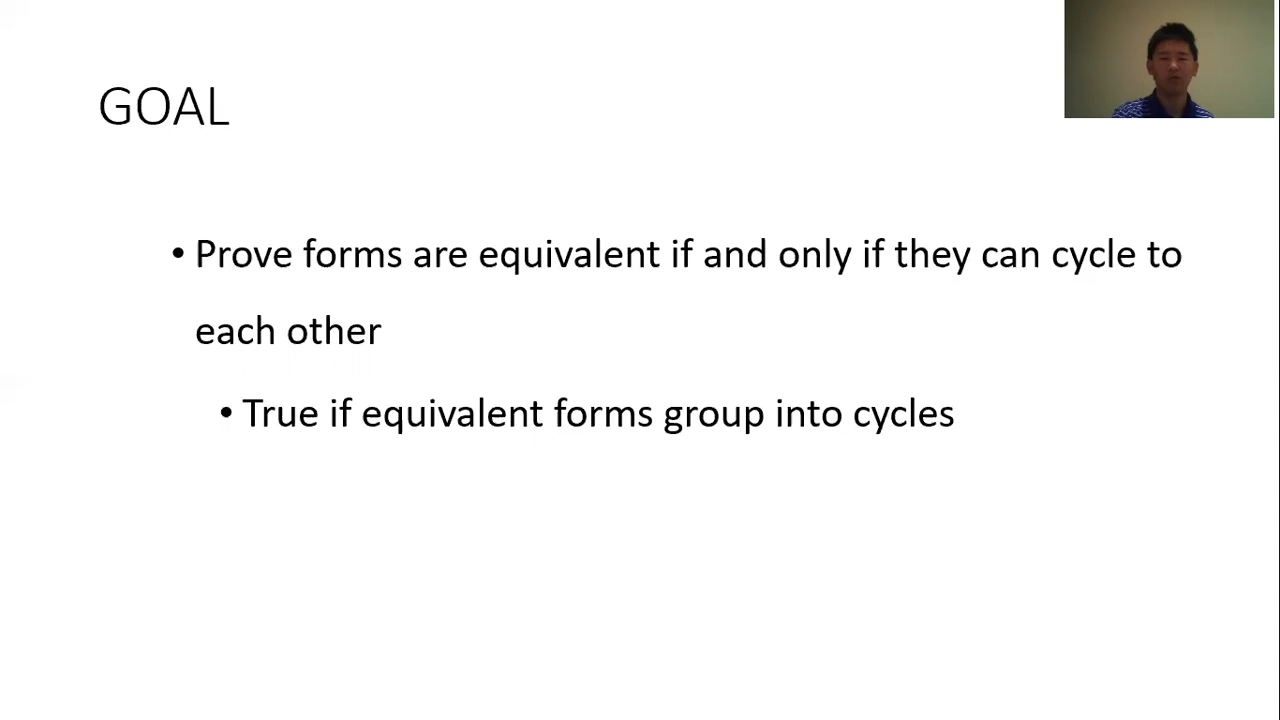 GOAL
• Prove forms are equivalent if and only if they can cycle to
each other
• True if equivalent forms group into cycles